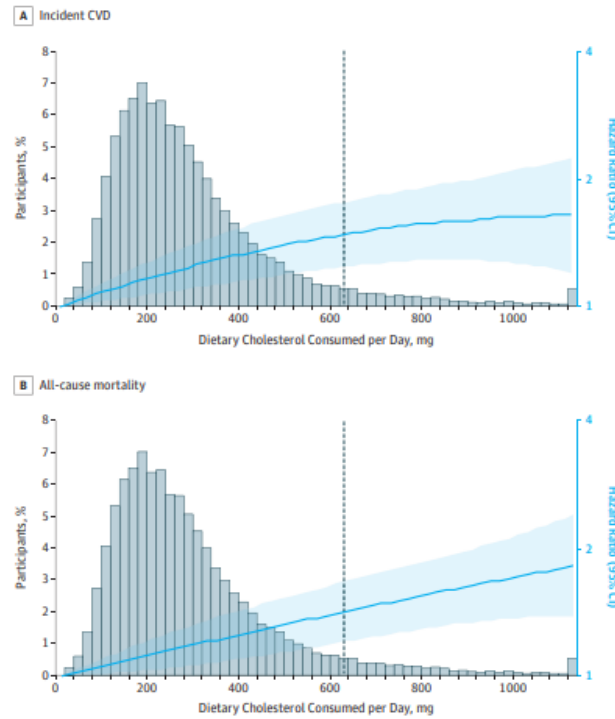 A Incident CVD
8
7
6
5
4
3
2
1
0
Participants, %
4
2
1
Hazard Ratio (95% CI)
0 200 400 600 800 1000
Dietary Cholesterol Consumed per Day, mg
B All-cause mortality
8
7
6
5
4
3
2
1
0
Participants, %
4
2
1
Hazard Ratio (95% CI)
0 200 400 600 800 1000
Dietary Cholesterol Consumed per Day, mg